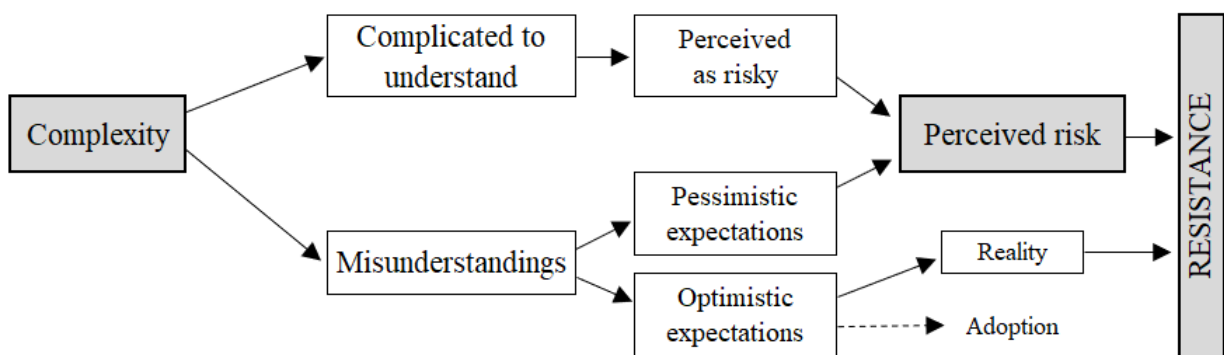 Complexity
Complicated to
understand
Perceived
as risky
Perceived risk
Misunderstandings
Pessimistic
expectations
Optimistic
expectations
Reality
Adoption
RESISTANCE